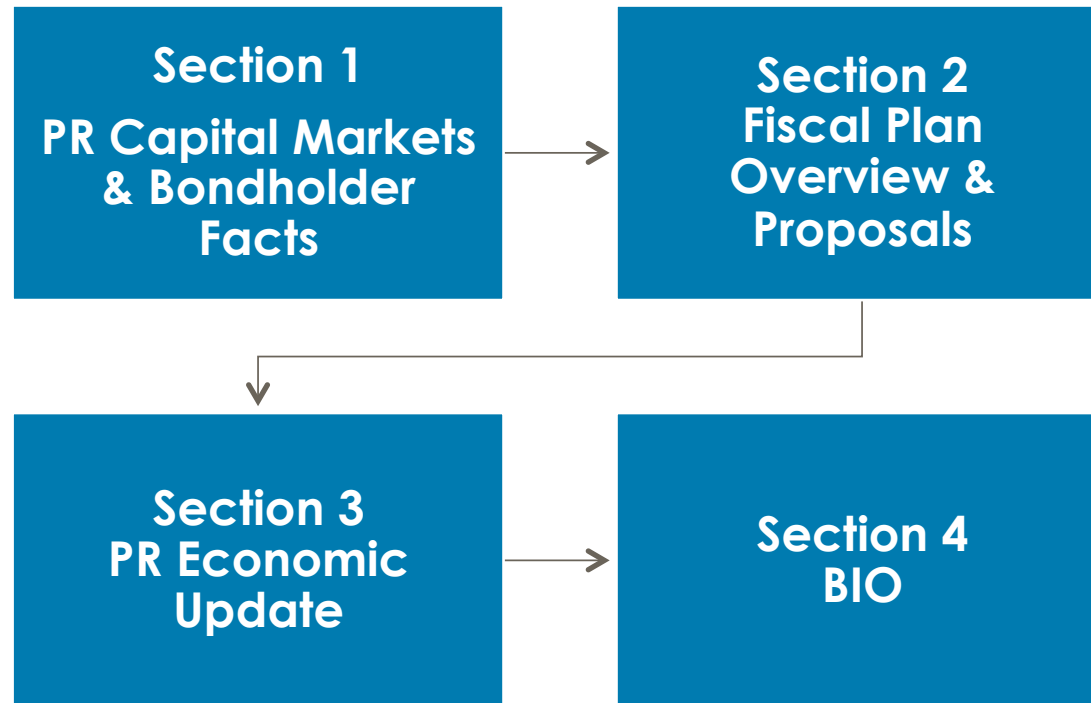 Section 1
PR Capital Markets
& Bondholder
Facts
Section 2
Fiscal Plan
Overview &
Proposals
Section 3
PR Economic
Update
Section 4
BIO